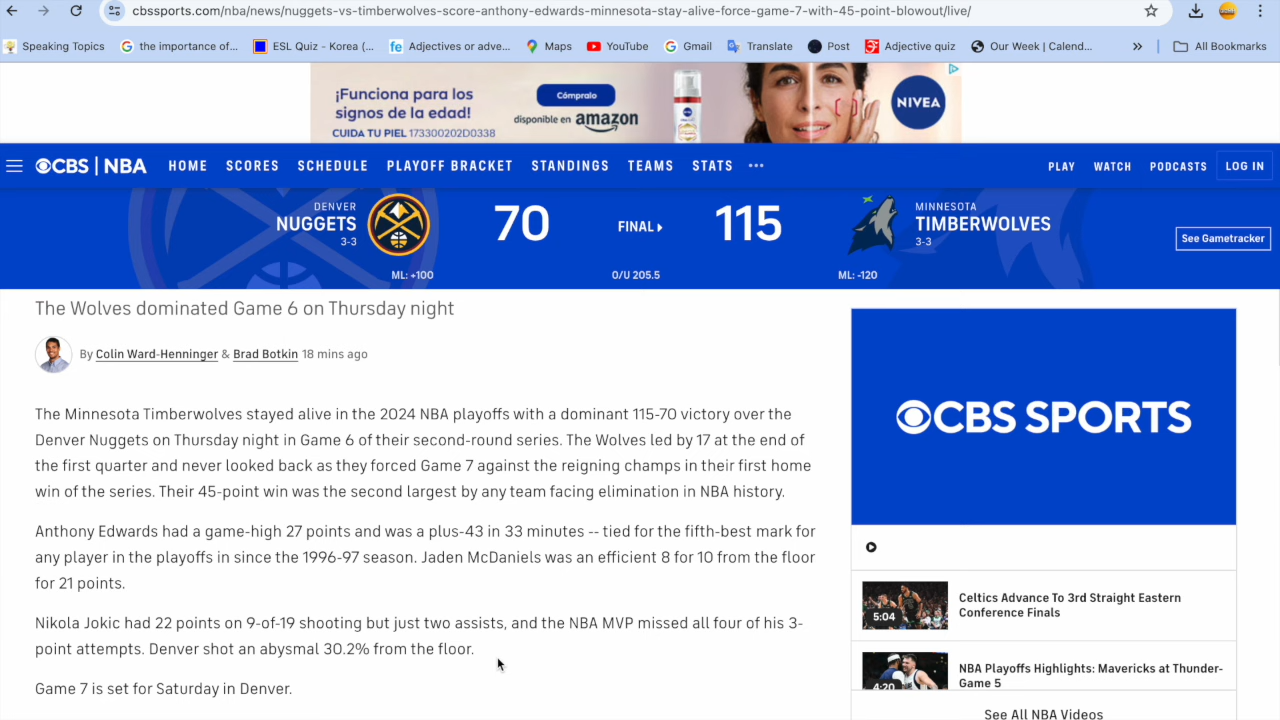 cbssports.com/nba/news/nuggets-vs-timberwolves-score-anthony-edwards-minnesota-stay-alive-force-game-7-with-45-point-blowout/live/
Speaking Topics
the importance of...
ESL Quiz - Korea (...
Adjectives or adve...
Maps
YouTube
Gmail
Translate
Post
Adjective quiz
Our Week | Calend...
»
All Bookmarks
¡Funciona para los
signos de la edad!
CUIDA TU PIEL 173300202D0338
Cómpralo
disponible en amazon
NIVEA
CBS | NBA
HOME
SCORES
SCHEDULE
PLAYOFF BRACKET
STANDINGS
TEAMS
STATS
•••
PLAY
WATCH
PODCASTS
LOG IN
DENVER
NUGGETS
3-3
70
FINAL
115
MINNESOTA
TIMBERWOLVES
3-3
See Gametracker
ML: +100
O/U 205.5
ML: -120
The Wolves dominated Game 6 on Thursday night
By Colin Ward-Henninger & Brad Botkin 18 mins ago
The Minnesota Timberwolves stayed alive in the 2024 NBA playoffs with a dominant 115-70 victory over the
Denver Nuggets on Thursday night in Game 6 of their second-round series. The Wolves led by 17 at the end of
the first quarter and never looked back as they forced Game 7 against the reigning champs in their first home
win of the series. Their 45-point win was the second largest by any team facing elimination in NBA history.
Anthony Edwards had a game-high 27 points and was a plus-43 in 33 minutes -- tied for the fifth-best mark for
any player in the playoffs in since the 1996-97 season. Jaden McDaniels was an efficient 8 for 10 from the floor
for 21 points.
Nikola Jokic had 22 points on 9-of-19 shooting but just two assists, and the NBA MVP missed all four of his 3-
point attempts. Denver shot an abysmal 30.2% from the floor.
Game 7 is set for Saturday in Denver.
CBS SPORTS
5:04
Celtics Advance To 3rd Straight Eastern
Conference Finals
4:20
NBA Playoffs Highlights: Mavericks at Thunder-
Game 5
See All NBA Videos